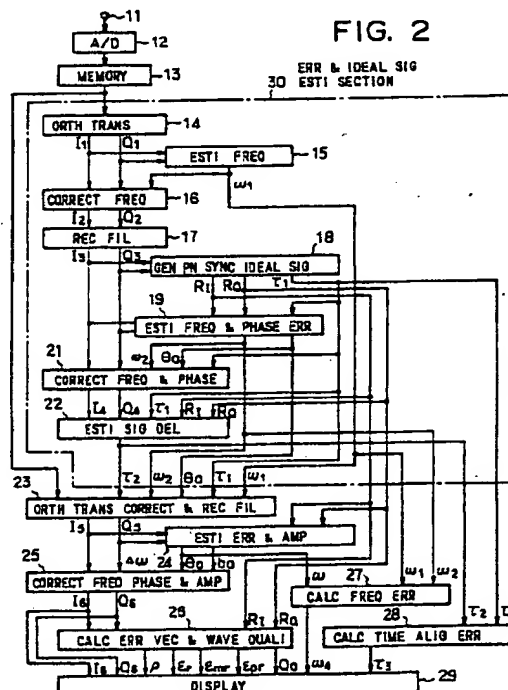 11
FIG. 2
A/D 12
MEMORY 13
30 ERR & IDEAL SIG
ESTI SECTION
ORTH TRANS 14
I1 Q1
ESTI FREQ 15
CORRECT FREQ 16 ω1
I2 Q2
REC FIL 17
I3 Q3 18
GEN PN SYNC IDEAL SIG
19 RI RQ τ1
ESTI FREQ & PHASE ERR
21 ω2 θ0
CORRECT FREQ & PHASE
22 I4 Q4 τ1 RI RQ
ESTI SIG DEL
23 τ2 ω2 θ0 τ1 ω1
ORTH TRANS CORRECT & REC FIL
I5 Q5
ESTI ERR & AMP
25 24
Δω θ0 b0 ω 27 ω1 ω2
CORRECT FREQ PHASE & AMP
CALC FREQ ERR
I6 Q6 26 RI RQ 28 τ2
CALC ERR VEC & WAVE QUALI
CALC TIME ALIG ERR
I6 Q6 ρ εr εmr εpr Q0 ω4 τ3
DISPLAY 29